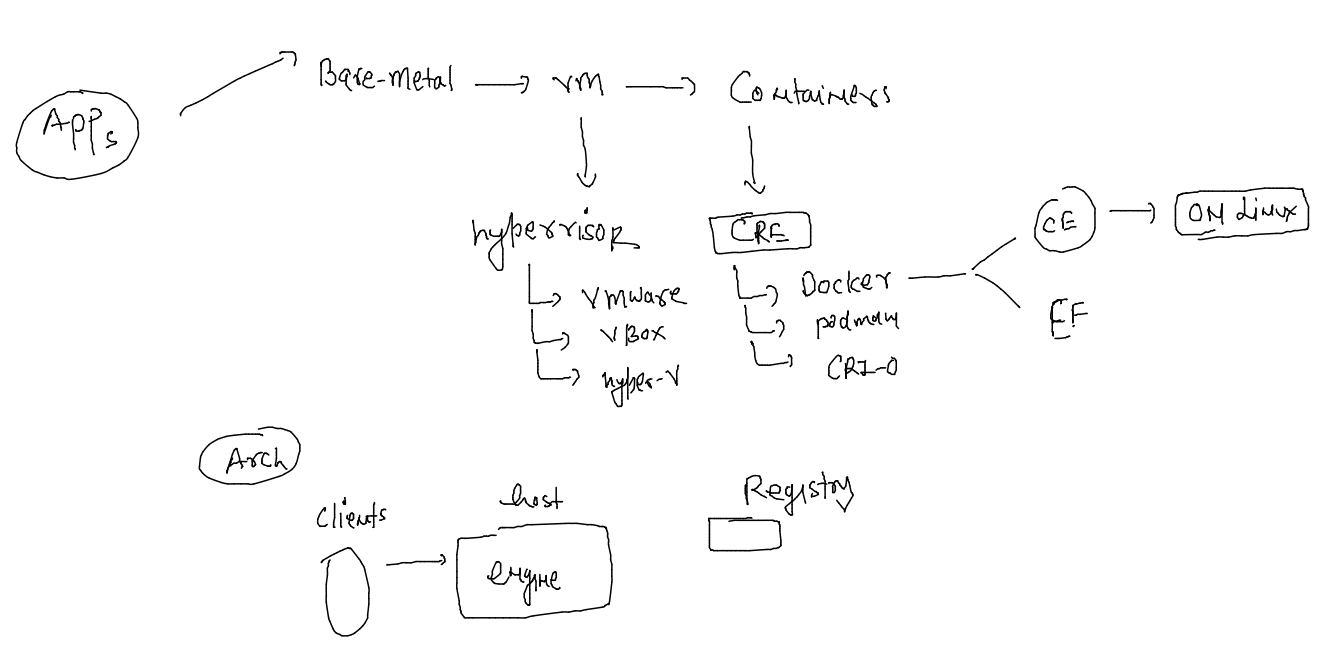 Apps
Bare-metal
VM
Containers
hypervisor
CRE
CE
ON Linux
VMware
Docker
VBOX
podman
EF
hyper-V
CRI-O
Arch
Clients
host
Registry
engine